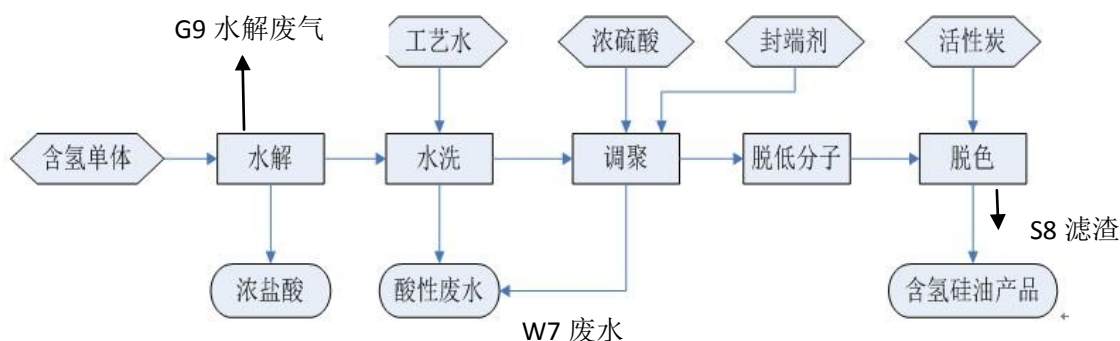 G9 水解废气
工艺水
浓硫酸
封端剂
活性炭
含氢单体
水解
水洗
调聚
脱低分子
脱色
S8 滤渣
浓盐酸
酸性废水
含氢硅油产品
W7 废水